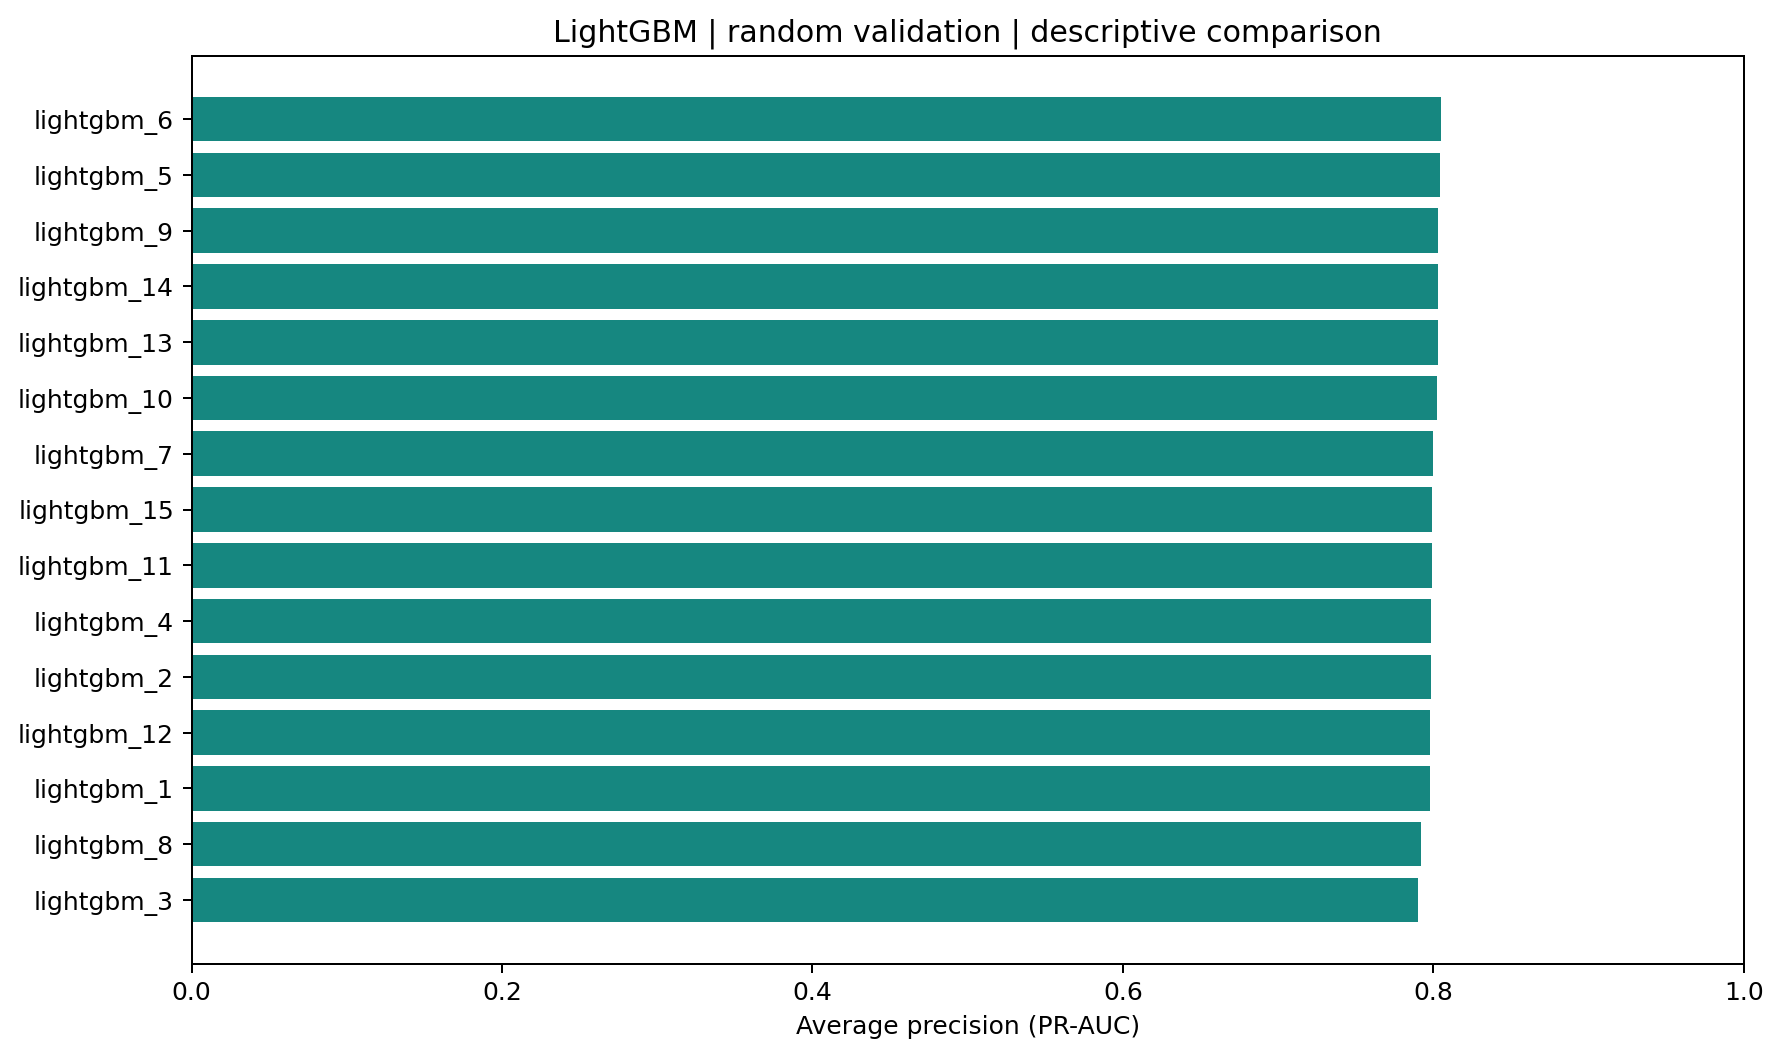 LightGBM | random validation | descriptive comparison
lightgbm_6
lightgbm_5
lightgbm_9
lightgbm_14
lightgbm_13
lightgbm_10
lightgbm_7
lightgbm_15
lightgbm_11
lightgbm_4
lightgbm_2
lightgbm_12
lightgbm_1
lightgbm_8
lightgbm_3
0.0 0.2 0.4 0.6 0.8 1.0
Average precision (PR-AUC)